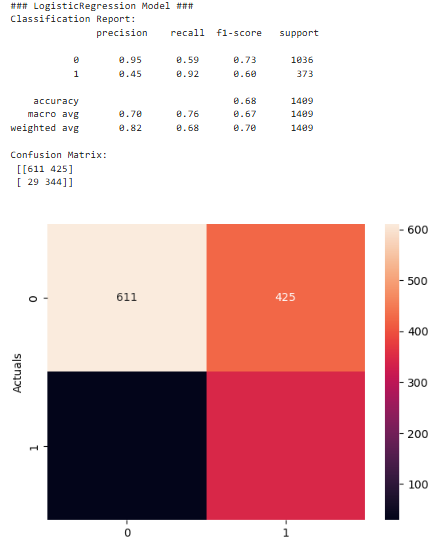 ### LogisticRegression Model ###
Classification Report:
precision recall f1-score support
0 0.95 0.59 0.73 1036
1 0.45 0.92 0.60 373
accuracy 0.68 1409
macro avg 0.70 0.76 0.67 1409
weighted avg 0.82 0.68 0.70 1409
Confusion Matrix:
[[611 425]
[ 29 344]]
600
611 425
0
500
400
Actuals
300
1
200
100
0 1